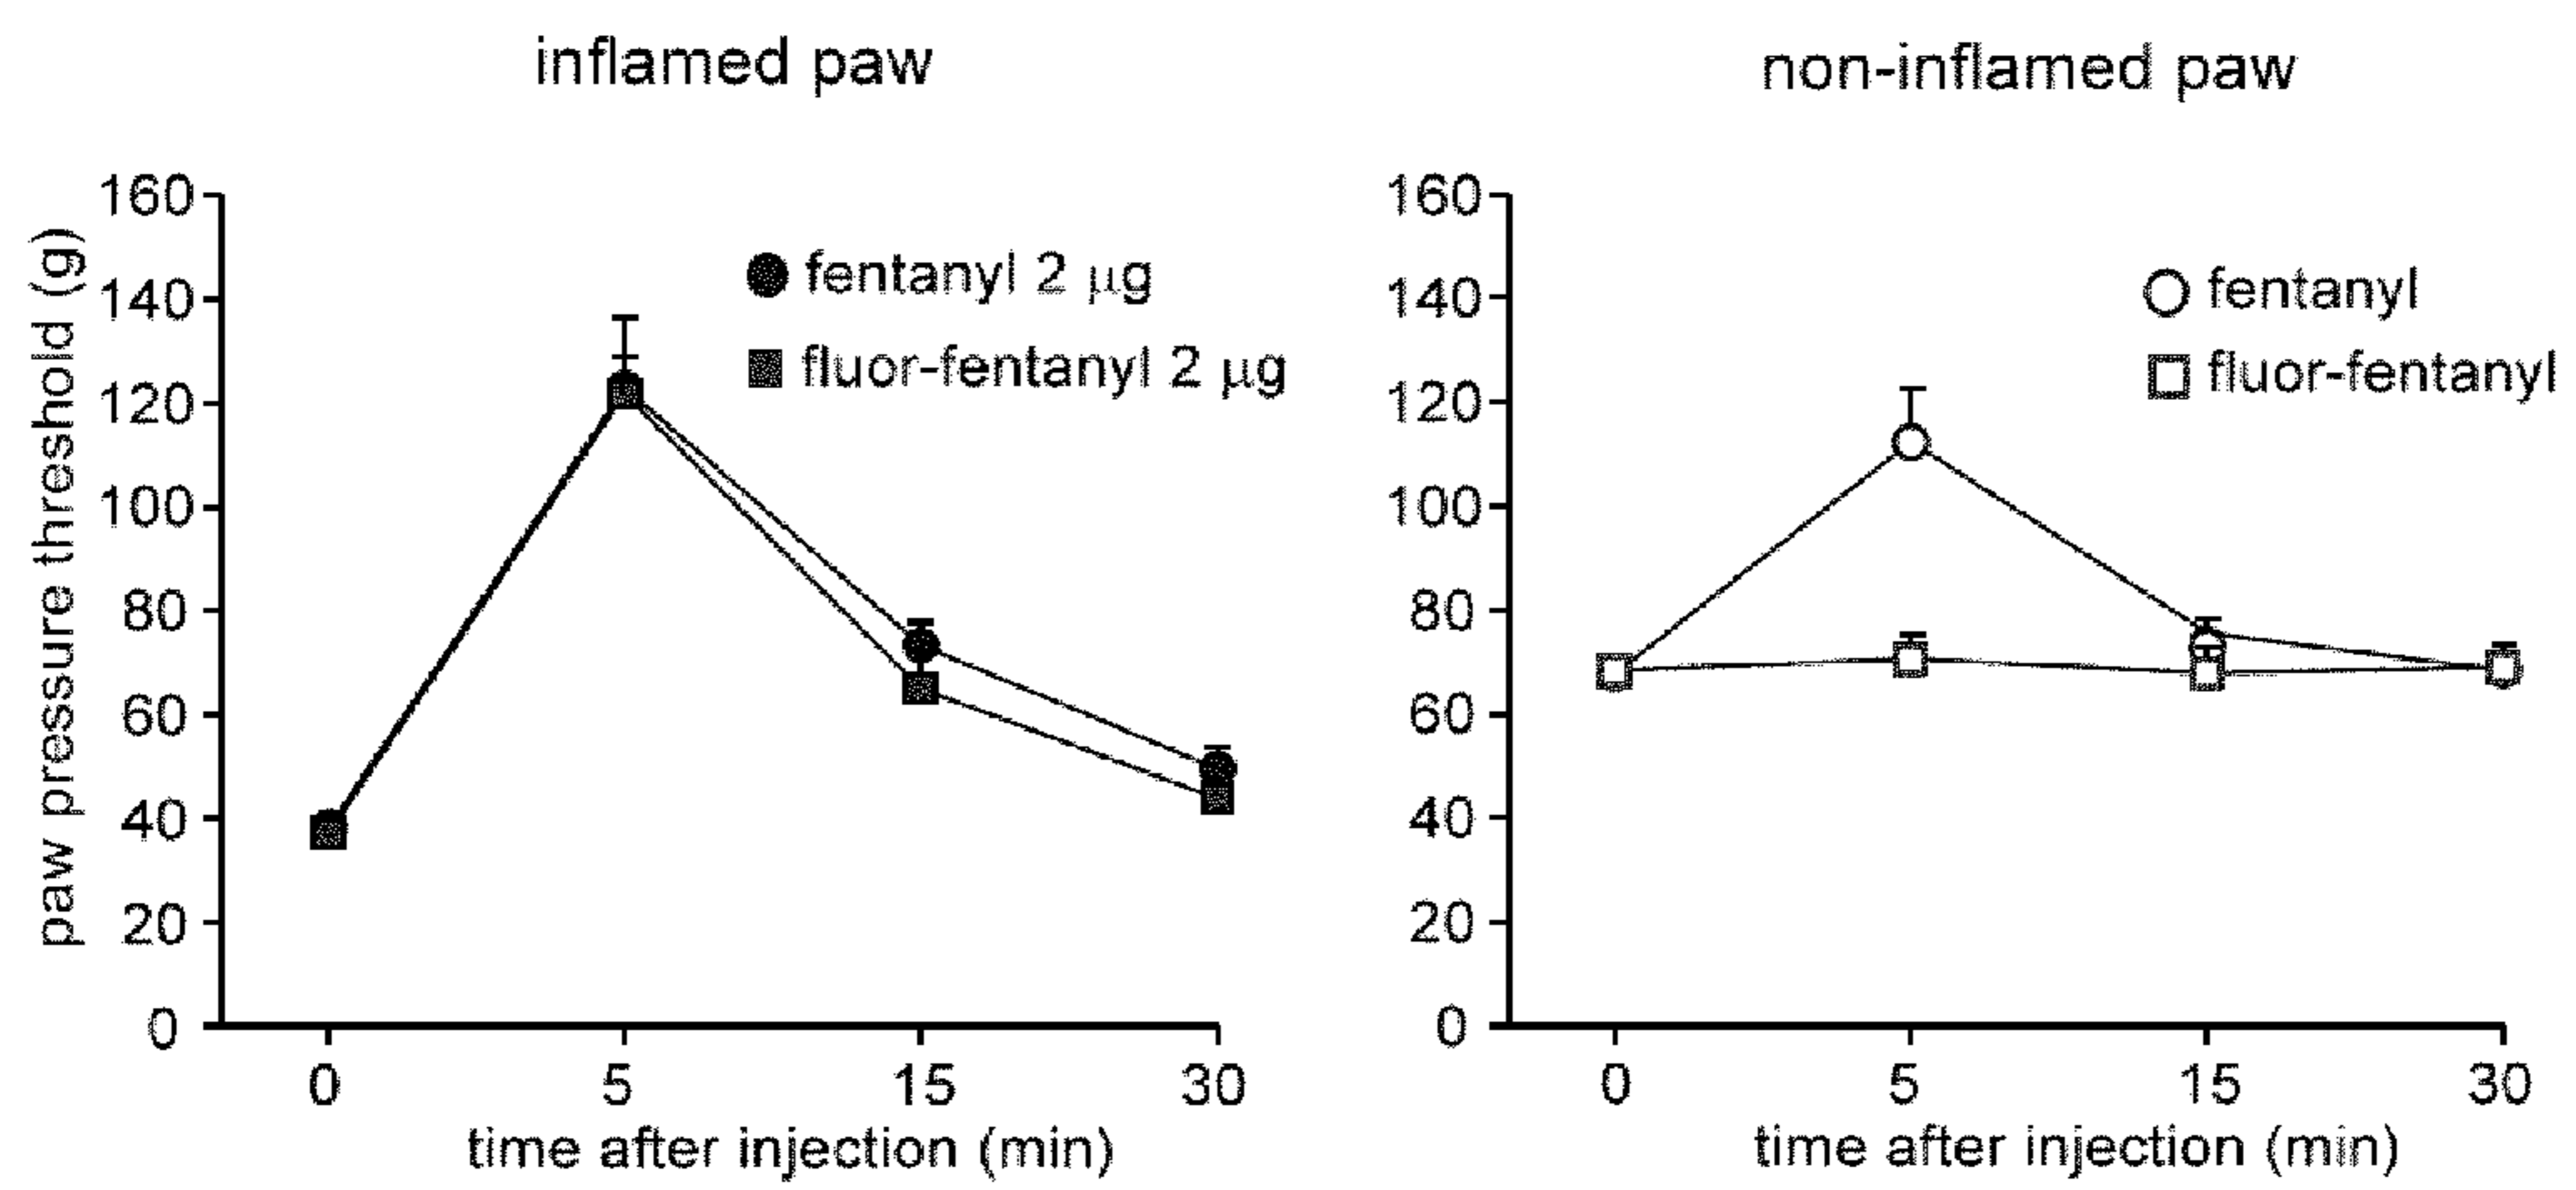 inflamed paw
paw pressure threshold (g)
160
140
120
100
80
60
40
20
0
fentanyl 2 μg
fluor-fentanyl 2 μg
0 5 15 30
time after injection (min)
non-inflamed paw
160
140
120
100
80
60
40
20
0
fentanyl
fluor-fentanyl
0 5 15 30
time after injection (min)